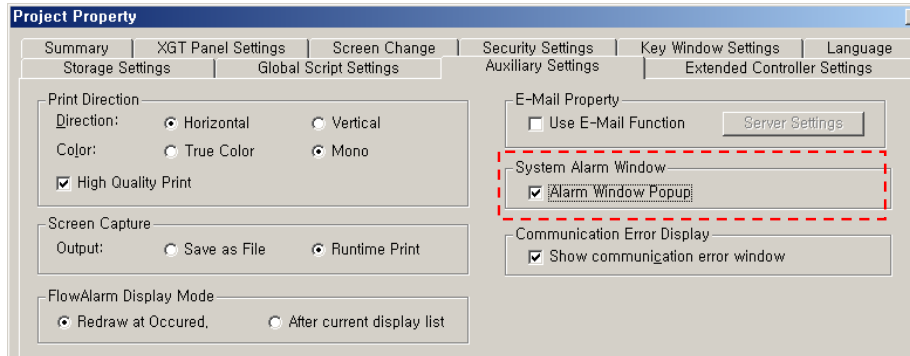 Project Property
Summary
XGT Panel Settings
Screen Change
Security Settings
Key Window Settings
Language
Storage Settings
Global Script Settings
Auxiliary Settings
Extended Controller Settings
Print Direction
Direction:
Horizontal
Vertical
Color:
True Color
Mono
High Quality Print
Screen Capture
Output:
Save as File
Runtime Print
FlowAlarm Display Mode
Redraw at Occured,
After current display list
E-Mail Property
Use E-Mail Function
Server Settings
System Alarm Window
Alarm Window Popup
Communication Error Display
Show communication error window